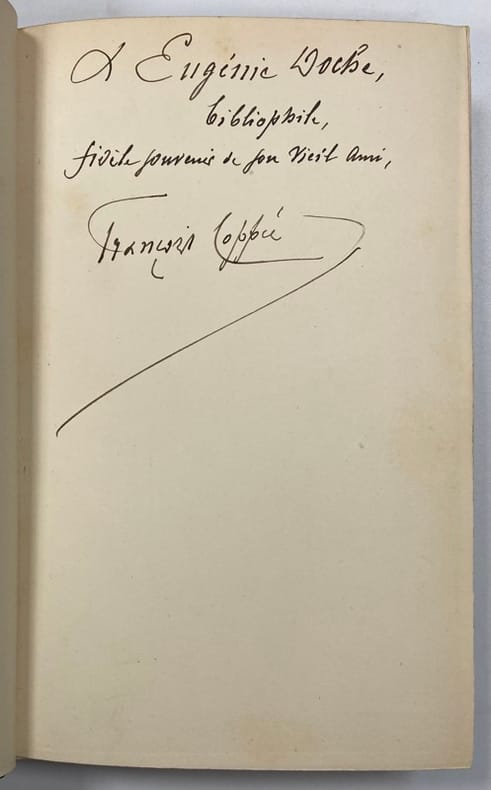 A Eugénie Doche,
bibliophile,
fidèle souvenir de son vieil ami,
François Coppée